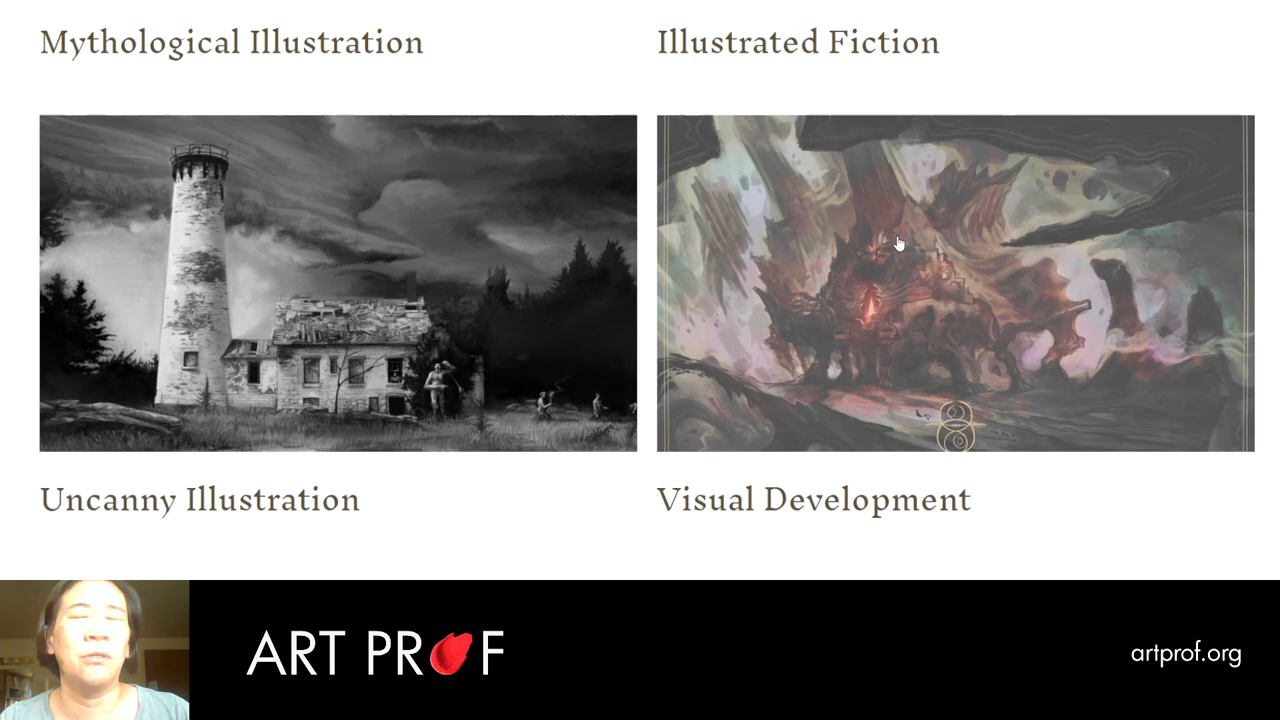 Mythological Illustration
Illustrated Fiction
Uncanny Illustration
Visual Development
ART PROF
artprof.org